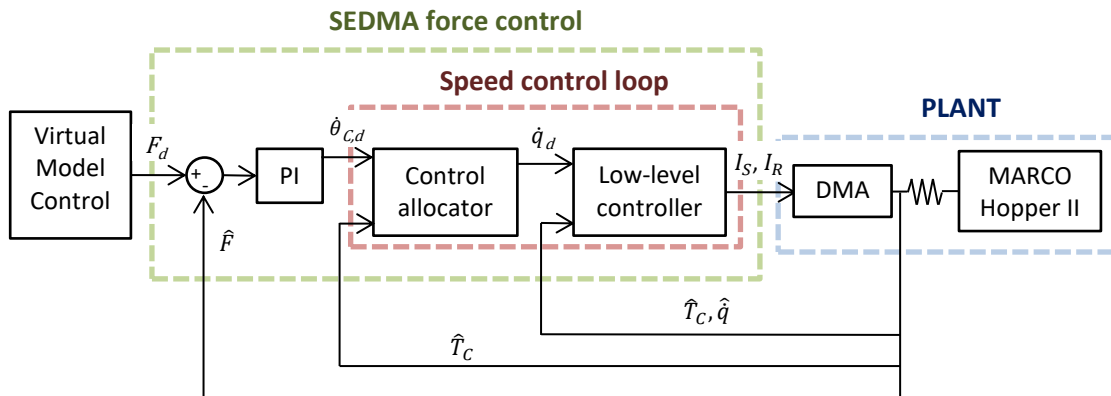 SEDMA force control
Speed control loop
PLANT
Virtual
Model
Control
F_d
+
-
F̂
PI
θ̇_{C,d}
Control
allocator
q̇_d
Low-level
controller
I_S, I_R
DMA
MARCO
Hopper II
T̂_C, q̇̂
T̂_C